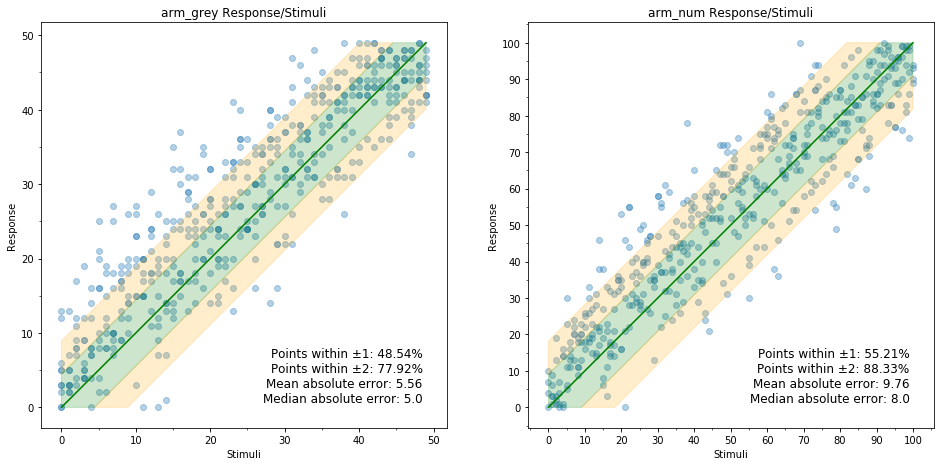 arm_grey Response/Stimuli
50
40
30
20
10
0
Response
Points within ±1: 48.54%
Points within ±2: 77.92%
Mean absolute error: 5.56
Median absolute error: 5.0
0 10 20 30 40 50
Stimuli
arm_num Response/Stimuli
100
90
80
70
60
50
40
30
20
10
0
Response
Points within ±1: 55.21%
Points within ±2: 88.33%
Mean absolute error: 9.76
Median absolute error: 8.0
0 10 20 30 40 50 60 70 80 90 100
Stimuli